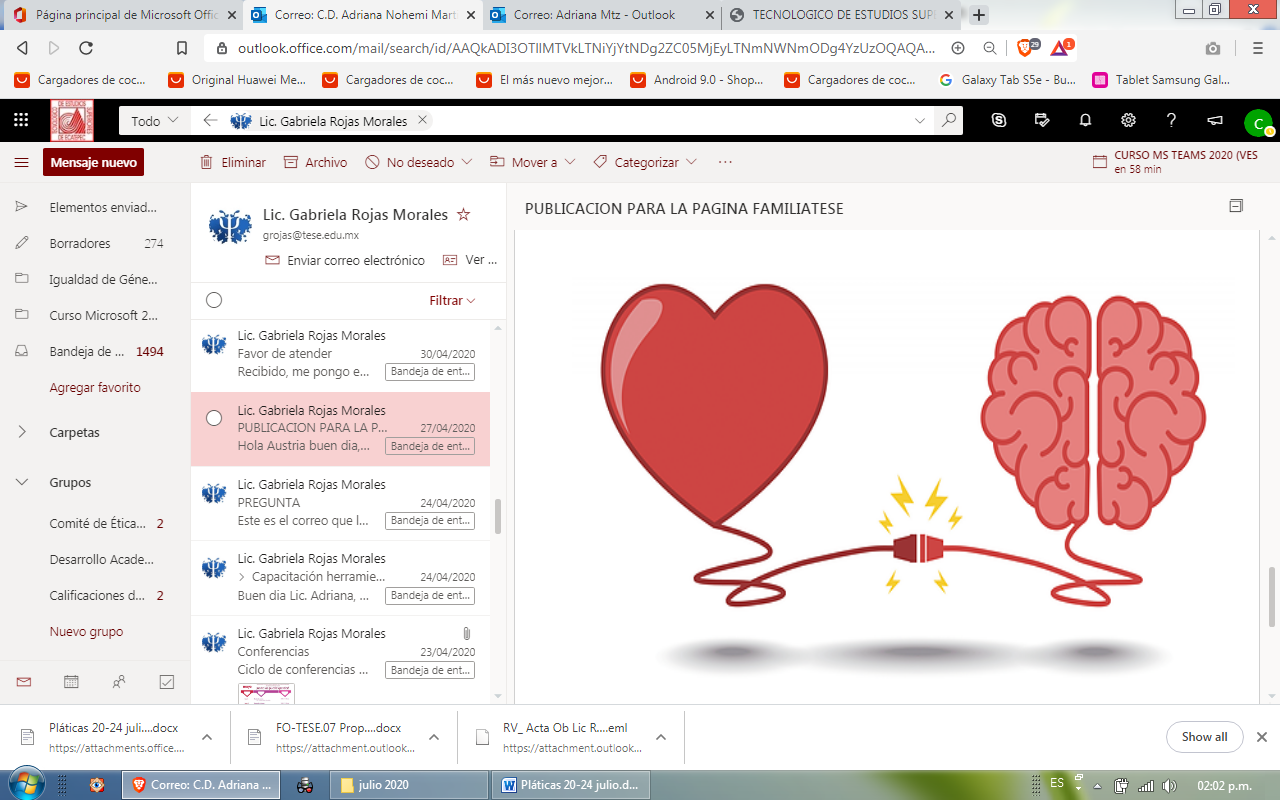 Página principal de Microsoft Offic
Correo: C.D. Adriana Nohemi Mart
Correo: Adriana Mtz - Outlook
TECNOLOGICO DE ESTUDIOS SUPE
outlook.office.com/mail/search/id/AAQkADI3OTllMTVkLTNiYjYtNDg2ZC05MjEyLTNmNWNmODg4YzUzOQAQA...
29
1
Cargadores de coc...
Original Huawei Me...
Cargadores de coc...
El más nuevo mejor...
Android 9.0 - Shop...
Cargadores de coc...
Galaxy Tab S5e - Bu...
Tablet Samsung Gal...
Todo
Lic. Gabriela Rojas Morales
C
Mensaje nuevo
Eliminar
Archivo
No deseado
Mover a
Categorizar
CURSO MS TEAMS 2020 (VES
en 58 min
Elementos enviad...
Borradores 274
Igualdad de Géne...
Curso Microsoft 2...
Bandeja de ... 1494
Agregar favorito
Carpetas
Grupos
Comité de Ética... 2
Desarrollo Acade...
Calificaciones d... 2
Nuevo grupo
Lic. Gabriela Rojas Morales
grojas@tese.edu.mx
Enviar correo electrónico
Ver ...
Filtrar
Lic. Gabriela Rojas Morales
Favor de atender 30/04/2020
Recibido, me pongo e... Bandeja de ent...
Lic. Gabriela Rojas Morales
PUBLICACION PARA LA P... 27/04/2020
Hola Austria buen dia,... Bandeja de ent...
Lic. Gabriela Rojas Morales
PREGUNTA 24/04/2020
Este es el correo que l... Bandeja de ent...
Lic. Gabriela Rojas Morales
Capacitación herramie... 24/04/2020
Buen dia Lic. Adriana, ... Bandeja de ent...
Lic. Gabriela Rojas Morales
Conferencias 23/04/2020
Ciclo de conferencias ... Bandeja de ent...
PUBLICACION PARA LA PAGINA FAMILIATESE
Pláticas 20-24 juli....docx
https://attachments.office....
FO-TESE.07 Prop....docx
https://attachment.outlook...
RV_ Acta Ob Lic R....eml
https://attachment.outlook...
Show all
Correo: C.D. Adriana ...
julio 2020
Pláticas 20-24 julio.d...
ES
02:02 p.m.